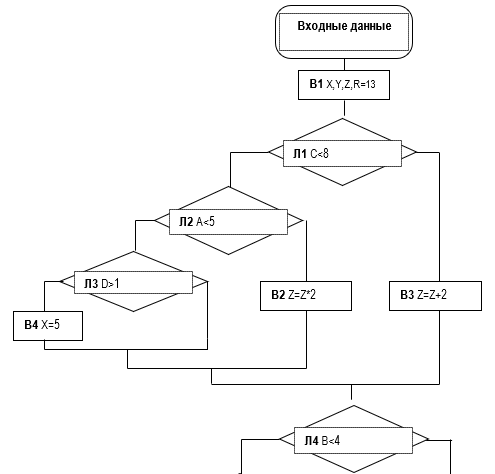 Входные данные
В1 X,Y,Z,R=13
Л1 C<8
Л2 A<5
Л3 D>1
В2 Z=Z*2
В3 Z=Z+2
В4 X=5
Л4 B<4